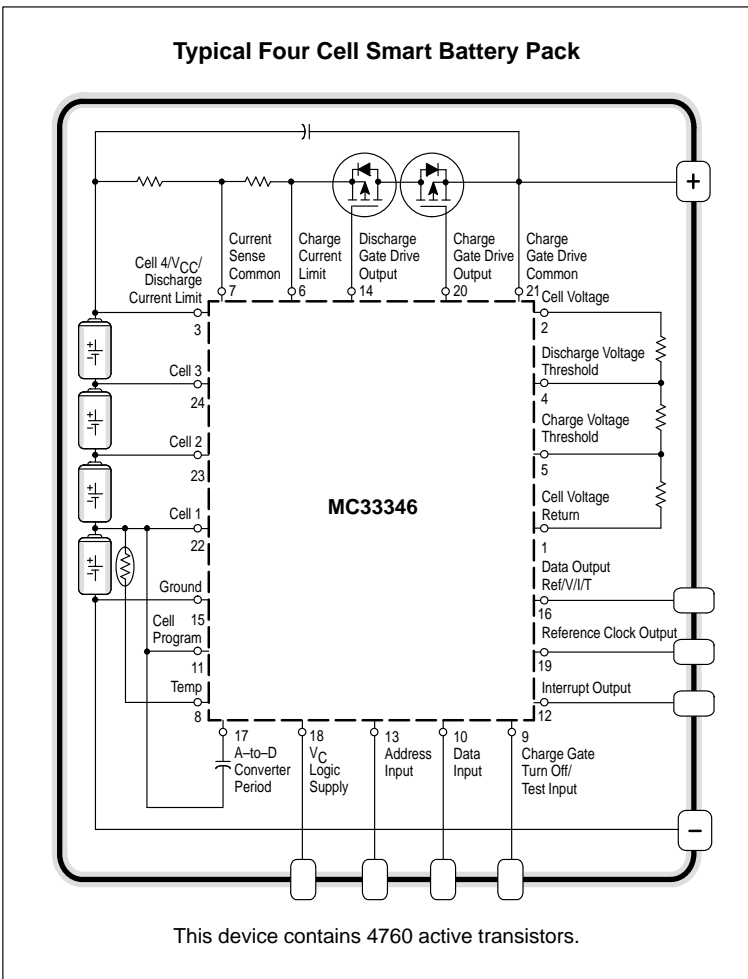 Typical Four Cell Smart Battery Pack
+
Current
Sense
Common
7
Charge
Current
Limit
6
Discharge
Gate Drive
Output
14
Charge
Gate Drive
Output
20
Charge
Gate Drive
Common
21
Cell 4/VCC/
Discharge
Current Limit
3
Cell 3
24
Cell 2
23
Cell 1
22
Ground
15
Cell
Program
11
Temp
8
+
–
+
–
+
–
+
–
MC33346
Cell Voltage
2
Discharge Voltage
Threshold
4
Charge Voltage
Threshold
5
Cell Voltage
Return
1
Data Output
Ref/V/I/T
16
Reference Clock Output
19
Interrupt Output
12
17
A–to–D
Converter
Period
18
VC
Logic
Supply
13
Address
Input
10
Data
Input
9
Charge Gate
Turn Off/
Test Input
–
This device contains 4760 active transistors.